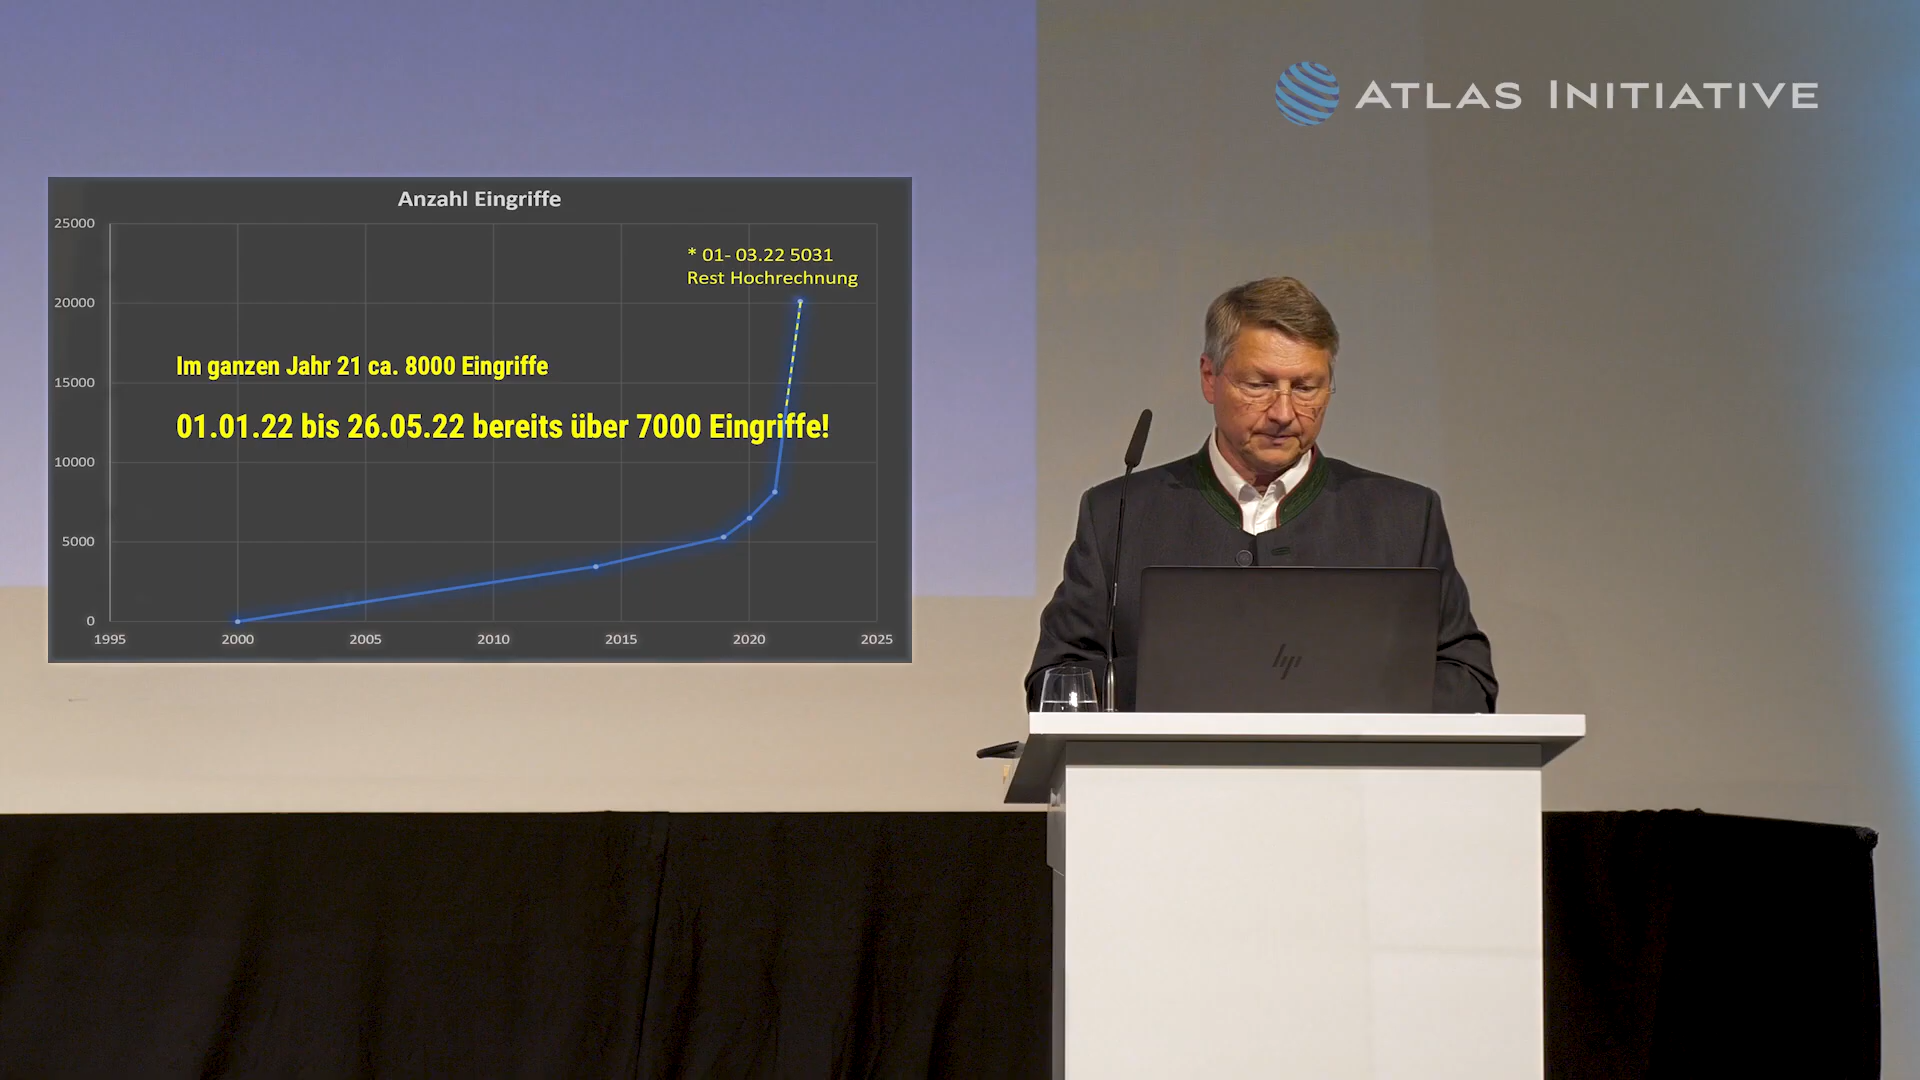 ATLAS INITIATIVE
Anzahl Eingriffe
25000
* 01- 03.22 5031
Rest Hochrechnung
20000
Im ganzen Jahr 21 ca. 8000 Eingriffe
15000
01.01.22 bis 26.05.22 bereits über 7000 Eingriffe!
10000
5000
0
1995 2000 2005 2010 2015 2020 2025
hp